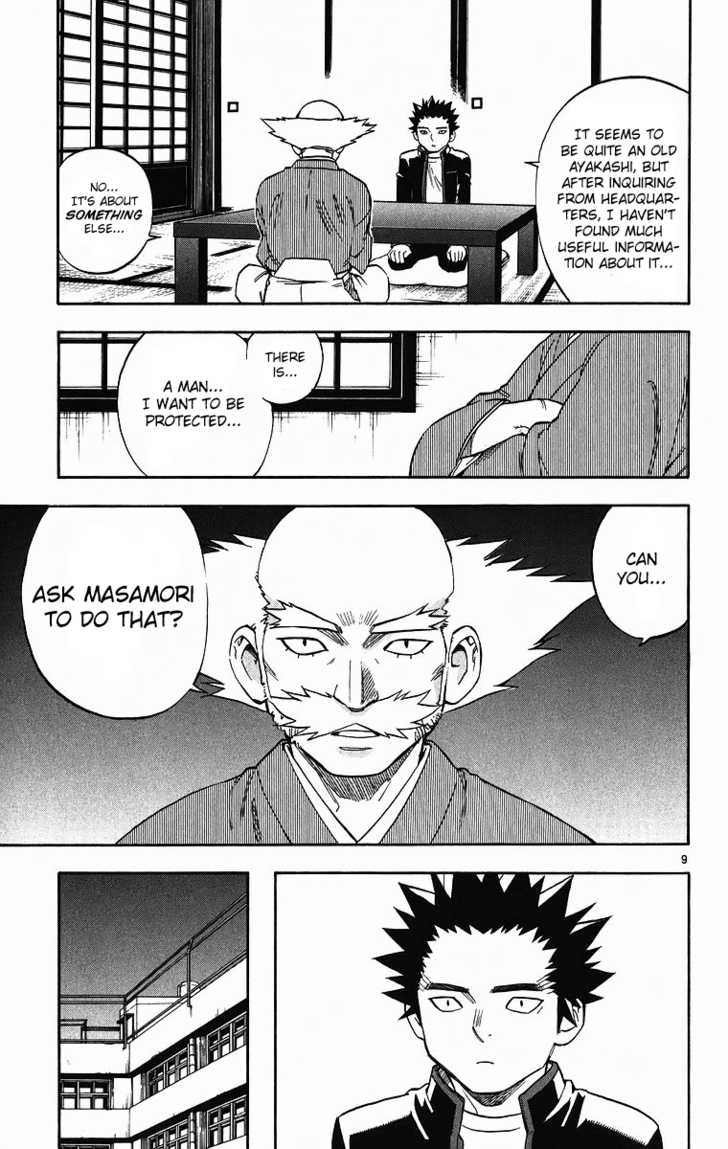 IT SEEMS TO
BE QUITE AN OLD
AYAKASHI, BUT
AFTER INQUIRING
FROM HEADQUAR-
TERS, I HAVEN'T
FOUND MUCH
USEFUL INFORMA-
TION ABOUT IT...
NO...
IT'S ABOUT
SOMETHING
ELSE...
THERE
IS...
A MAN...
I WANT TO BE
PROTECTED...
CAN
YOU...
ASK MASAMORI
TO DO THAT?
9